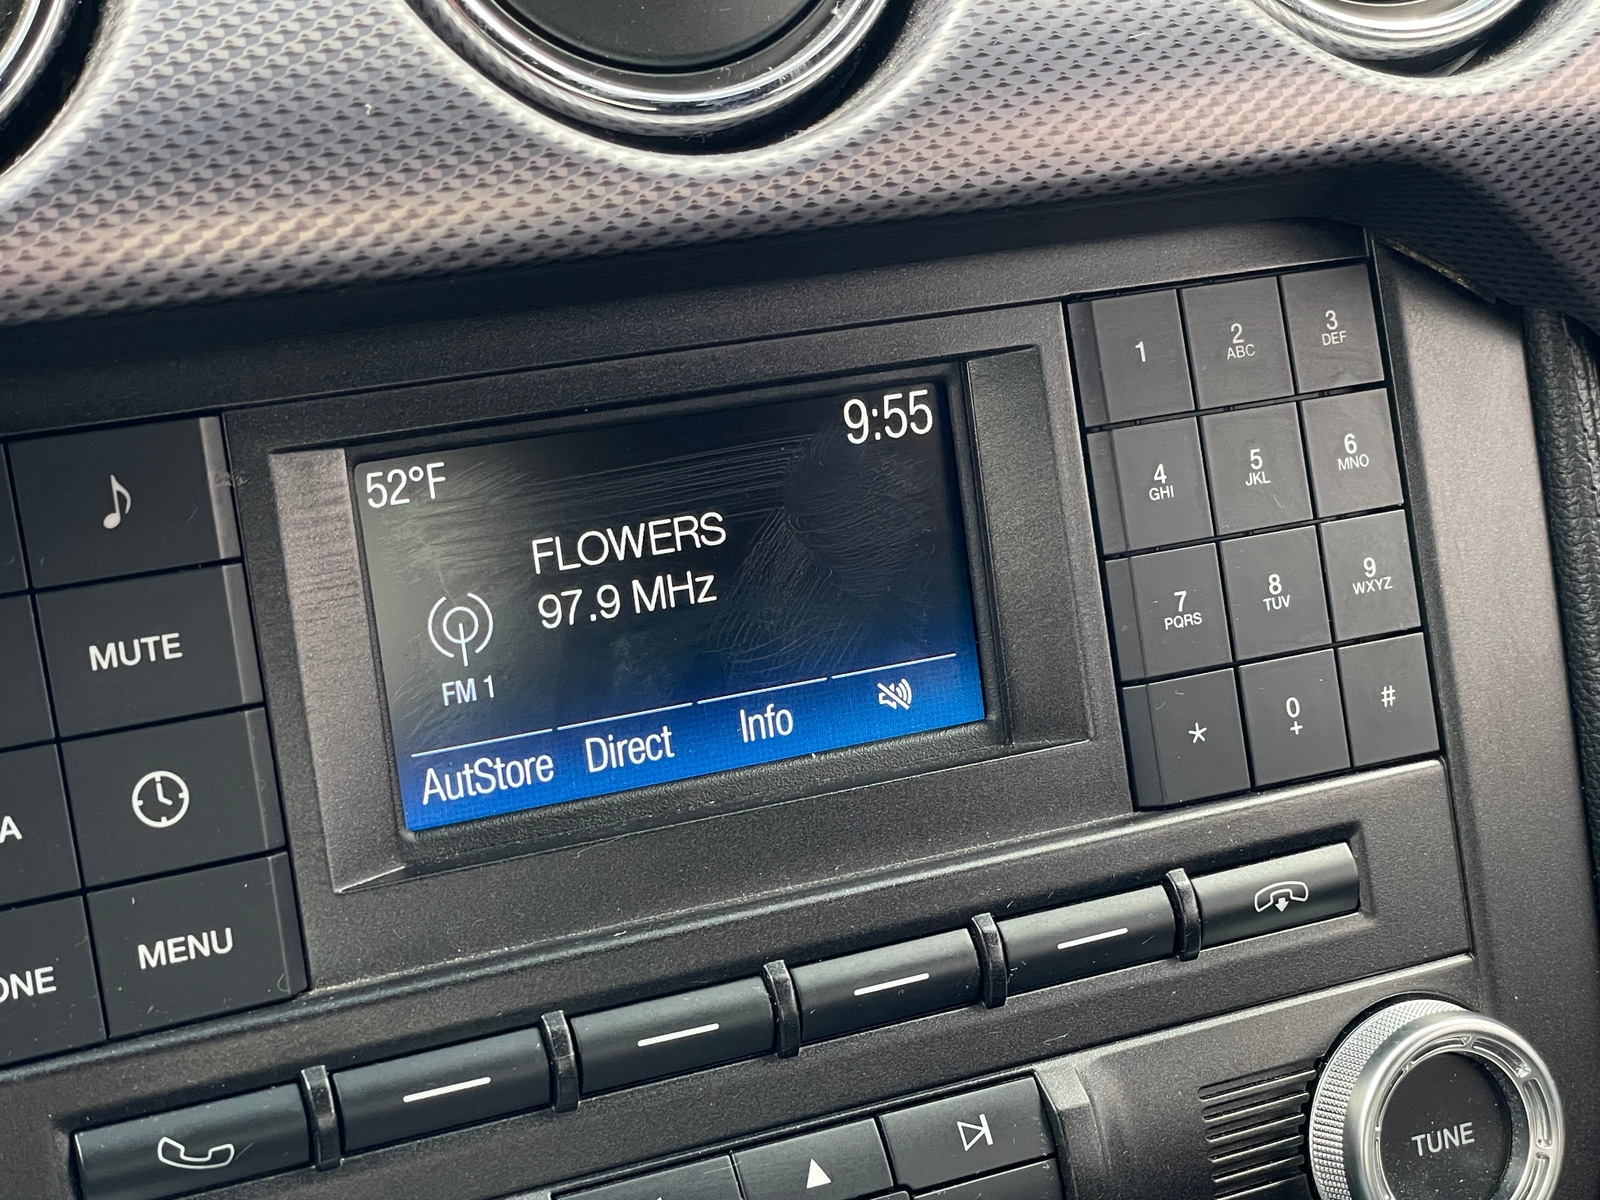 52°F
9:55
FLOWERS
97.9 MHz
FM 1
AutStore Direct Info
MUTE
A
MENU
ONE
1
2
ABC
3
DEF
4
GHI
5
JKL
6
MNO
7
PQRS
8
TUV
9
WXYZ
*
0
+
#
TUNE